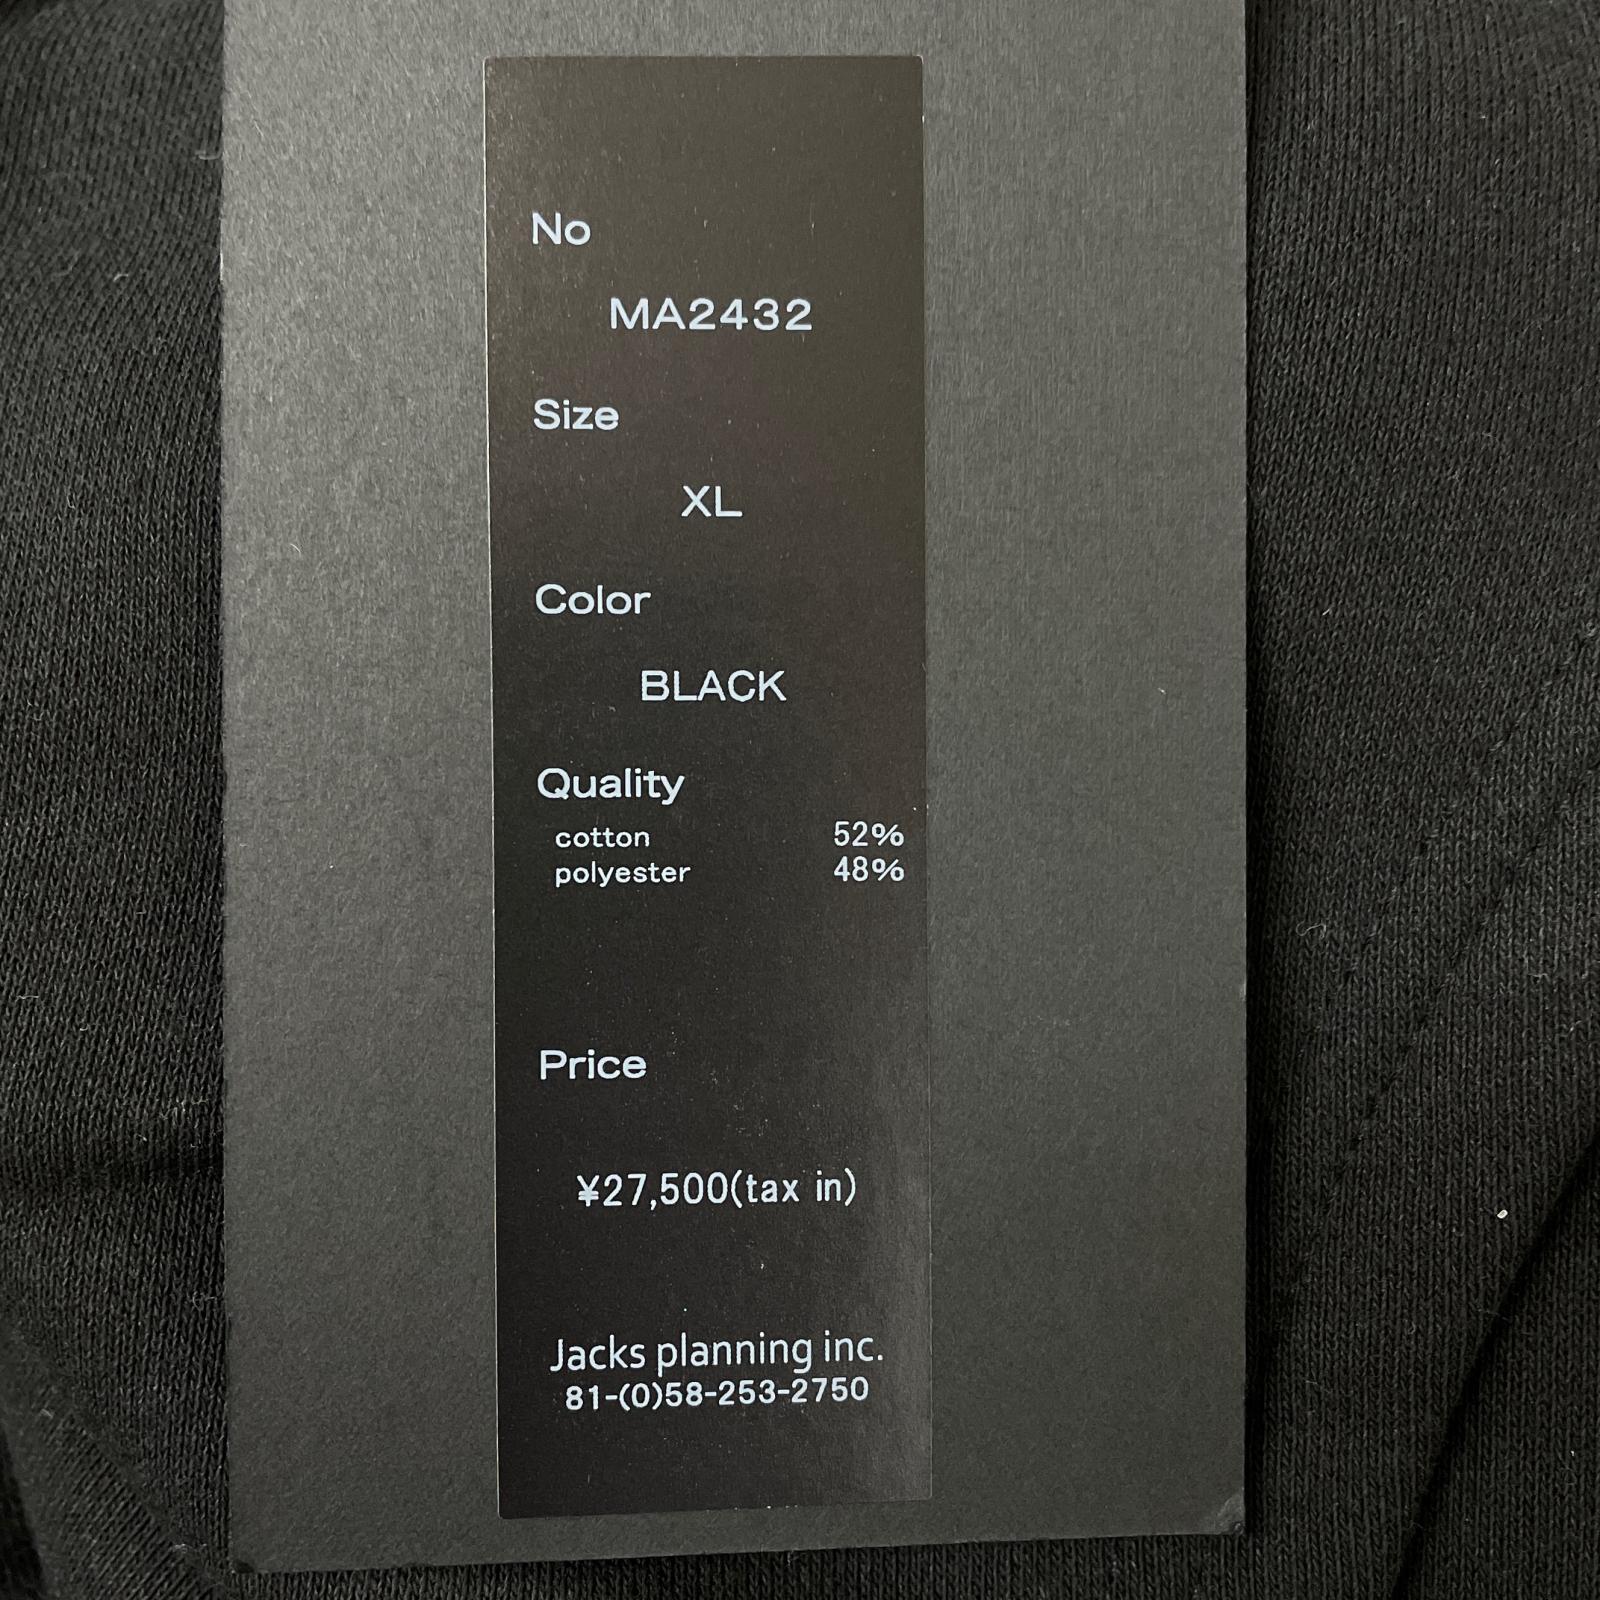 No
MA2432
Size
XL
Color
BLACK
Quality
cotton 52%
polyester 48%
Price
¥27,500(tax in)
Jacks planning inc.
81-(0)58-253-2750